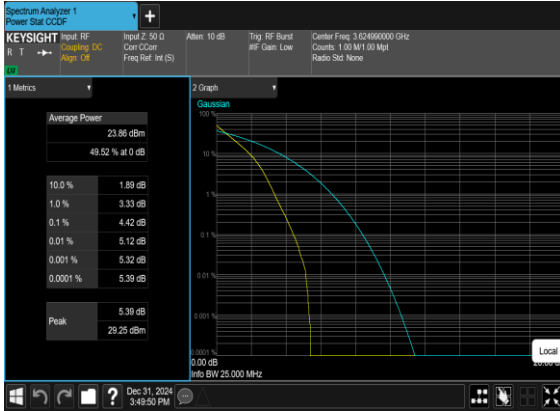 Spectrum Analyzer 1
Power Stat CCDF
KEYSIGHT
R T
Input: RF
Coupling: DC
Align: Off
Input Z: 50 Ω
Corr CCorr
Freq Ref: Int (S)
Atten: 10 dB
Trig: RF Burst
#IF Gain: Low
Center Freq: 3.624990000 GHz
Counts: 1.00 M/1.00 Mpt
Radio Std: None
1 Metrics
Average Power
23.86 dBm
49.52 % at 0 dB
10.0 % 1.89 dB
1.0 % 3.33 dB
0.1 % 4.42 dB
0.01 % 5.12 dB
0.001 % 5.32 dB
0.0001 % 5.39 dB
Peak 5.39 dB
29.25 dBm
2 Graph
Gaussian
100 %
10 %
1 %
0.1 %
0.01 %
0.001 %
0.0001 %
0.00 dB
Info BW 25.000 MHz
Local
Dec 31, 2024
3:49:50 PM